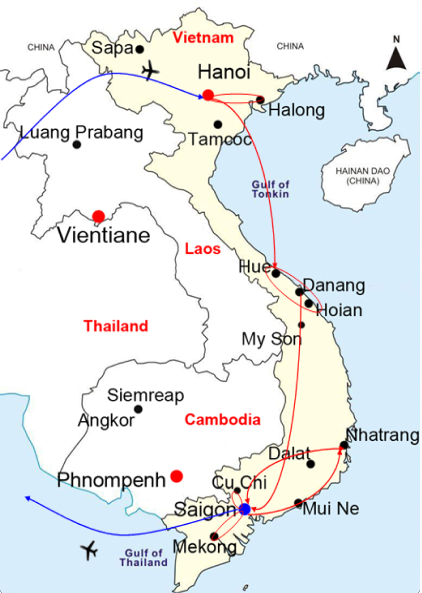 Vietnam
CHINA
Sapa
CHINA
N
Hanoi
Halong
Luang Prabang
Tamcoc
HAINAN DAO
(CHINA)
Gulf of
Tonkin
Vientiane
Laos
Hue
Danang
Hoian
Thailand
My Son
Siemreap
Angkor
Cambodia
Nhatrang
Dalat
Phnompenh
Cu Chi
Saigon
Mui Ne
Mekong
Gulf of
Thailand